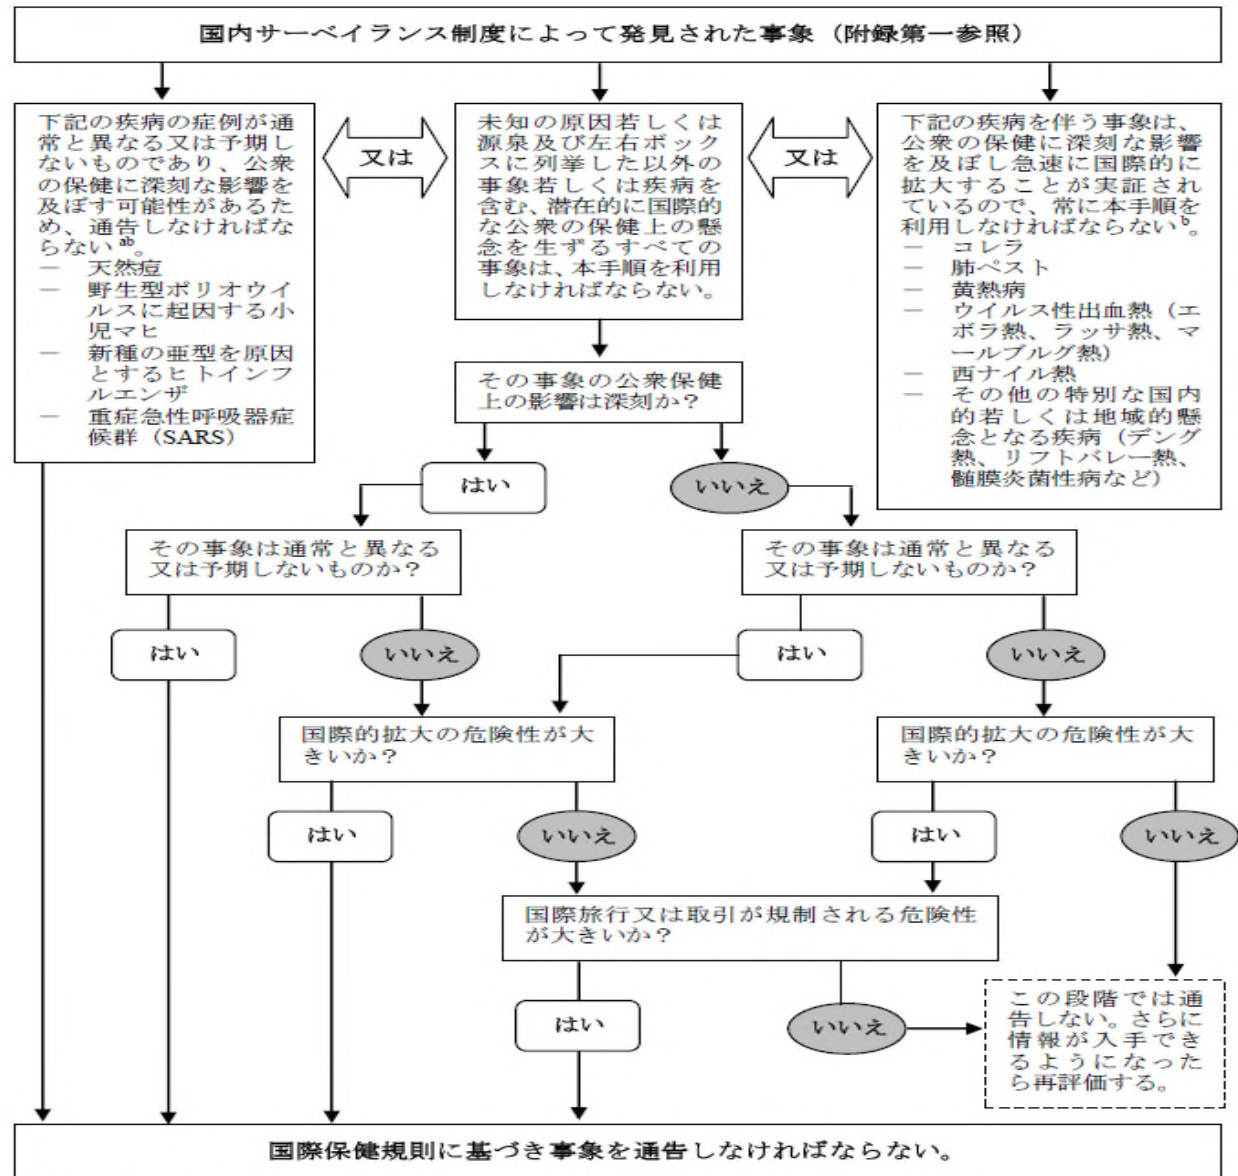 国内サーベイランス制度によって発見された事象（附録第一参照）
下記の疾病の症例が通
常と異なる又は予期し
ないものであり、公衆
の保健に深刻な影響を
及ぼす可能性があるた
め、通告しなければな
らない ab。
－ 天然痘
－ 野生型ポリオウイ
ルスに起因する小
児マヒ
－ 新種の亜型を原因
とするヒトインフ
ルエンザ
－ 重症急性呼吸器症
候群（SARS）
又は
未知の原因若しくは
源泉及び左右ボック
スに列挙した以外の
事象若しくは疾病を
含む、潜在的に国際的
な公衆の保健上の懸
念を生ずるすべての
事象は、本手順を利用
しなければならない。
又は
下記の疾病を伴う事象は、
公衆の保健に深刻な影響
を及ぼし急速に国際的に
拡大することが実証され
ているので、常に本手順を
利用しなければならない b。
－ コレラ
－ 肺ペスト
－ 黄熱病
－ ウイルス性出血熱（エ
ボラ熱、ラッサ熱、マ
ールブルグ熱）
－ 西ナイル熱
－ その他の特別な国内
的若しくは地域的懸
念となる疾病（デング
熱、リフトバレー熱、
髄膜炎菌性病など）
その事象の公衆保健
上の影響は深刻か？
はい
いいえ
その事象は通常と異なる
又は予期しないものか？
その事象は通常と異なる
又は予期しないものか？
はい
いいえ
はい
いいえ
国際的拡大の危険性が大
きいか？
国際的拡大の危険性が大
きいか？
はい
いいえ
はい
いいえ
国際旅行又は取引が規制される危険性
が大きいか？
はい
いいえ
この段階では通
告しない。さらに
情報が入手でき
るようになった
ら再評価する。
国際保健規則に基づき事象を通告しなければならない。